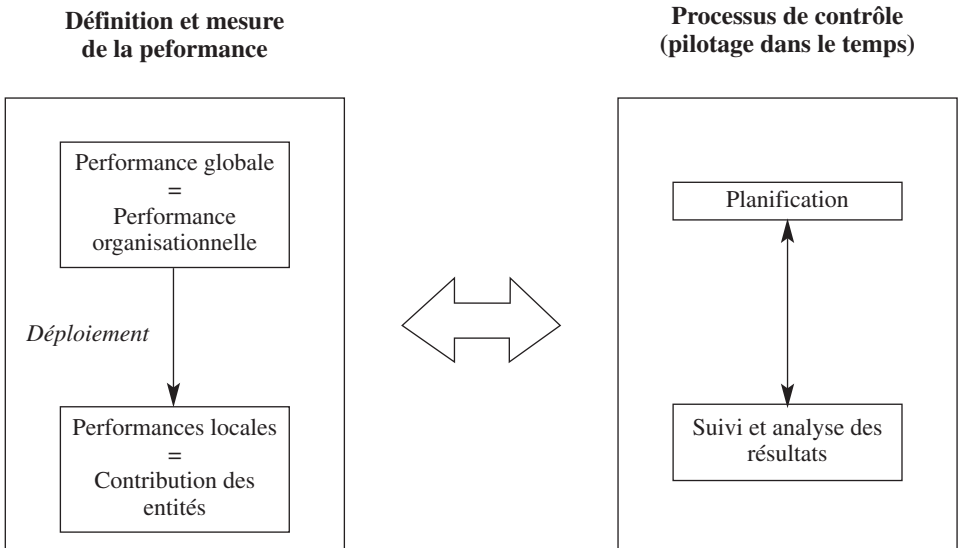 Définition et mesure
de la peformance
Performance globale
=
Performance
organisationnelle
Déploiement
Performances locales
=
Contribution des
entités
Processus de contrôle
(pilotage dans le temps)
Planification
Suivi et analyse des
résultats